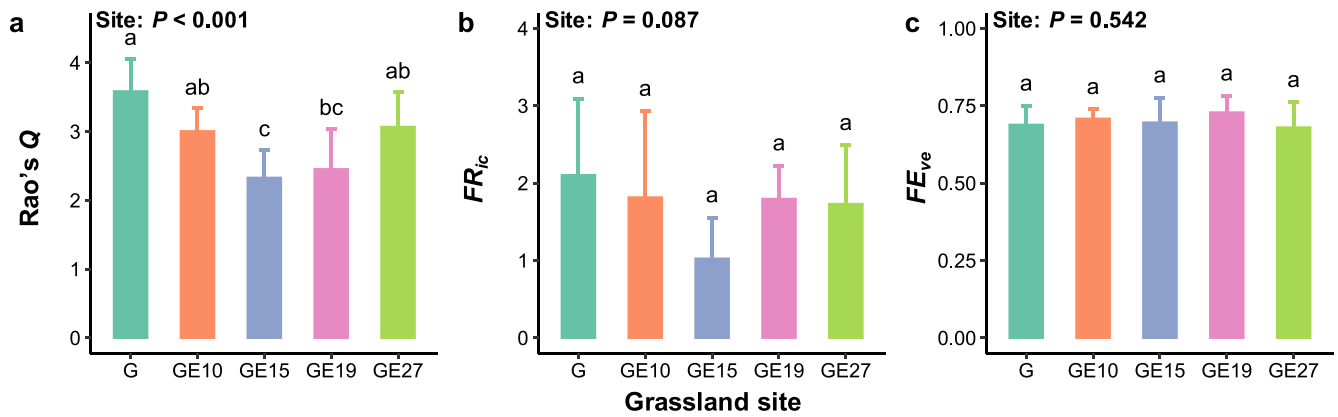 a
Site: P < 0.001
Rao's Q
4
3
2
1
0
a
ab
c
bc
ab
G GE10 GE15 GE19 GE27
b
Site: P = 0.087
FRic
4
3
2
1
0
a
a
a
a
a
G GE10 GE15 GE19 GE27
c
Site: P = 0.542
FEve
1.00
0.75
0.50
0.25
0.00
a
a
a
a
a
G GE10 GE15 GE19 GE27
Grassland site